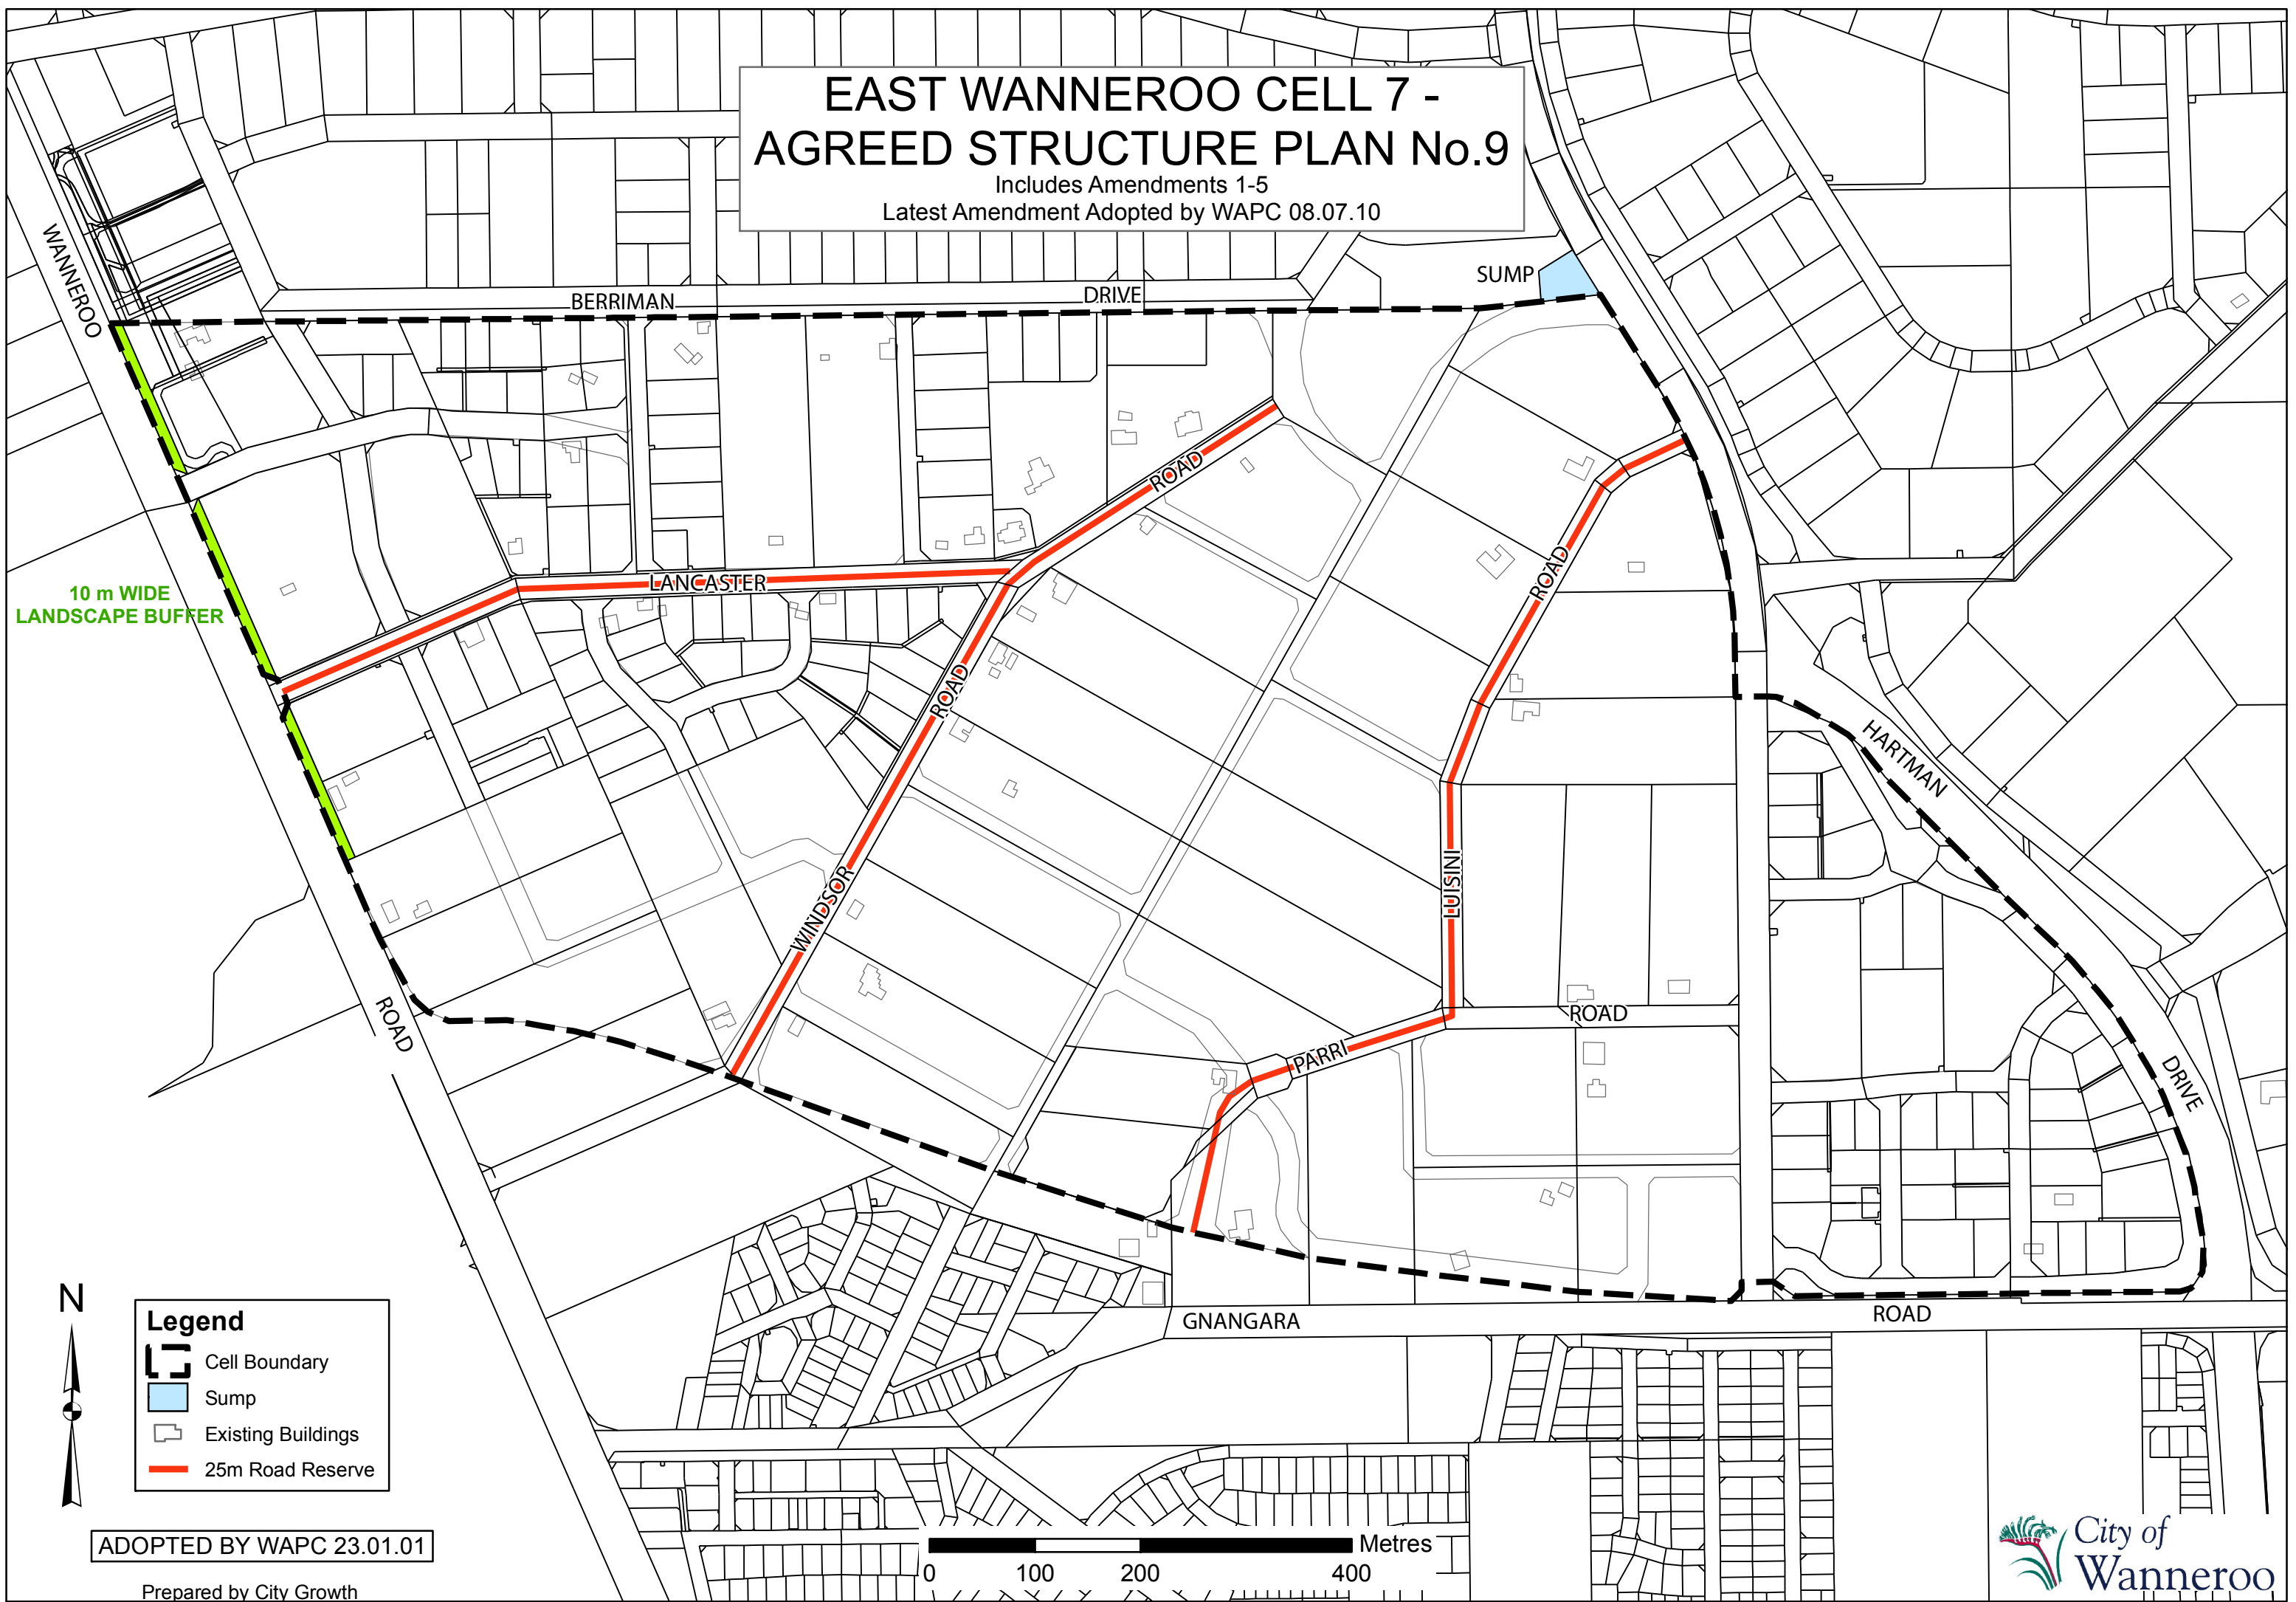 EAST WANNEROO CELL 7 -
AGREED STRUCTURE PLAN No.9
Includes Amendments 1-5
Latest Amendment Adopted by WAPC 08.07.10
WANNEROO
SUMP
BERRIMAN
DRIVE
ROAD
ROAD
LANCASTER
10 m WIDE
LANDSCAPE BUFFER
ROAD
HARTMAN
LUISINI
WINDSOR
ROAD
ROAD
PARRI
DRIVE
GNANGARA
ROAD
N
Legend
Cell Boundary
Sump
Existing Buildings
25m Road Reserve
ADOPTED BY WAPC 23.01.01
Prepared by City Growth
Metres
0 100 200 400
City of
Wanneroo